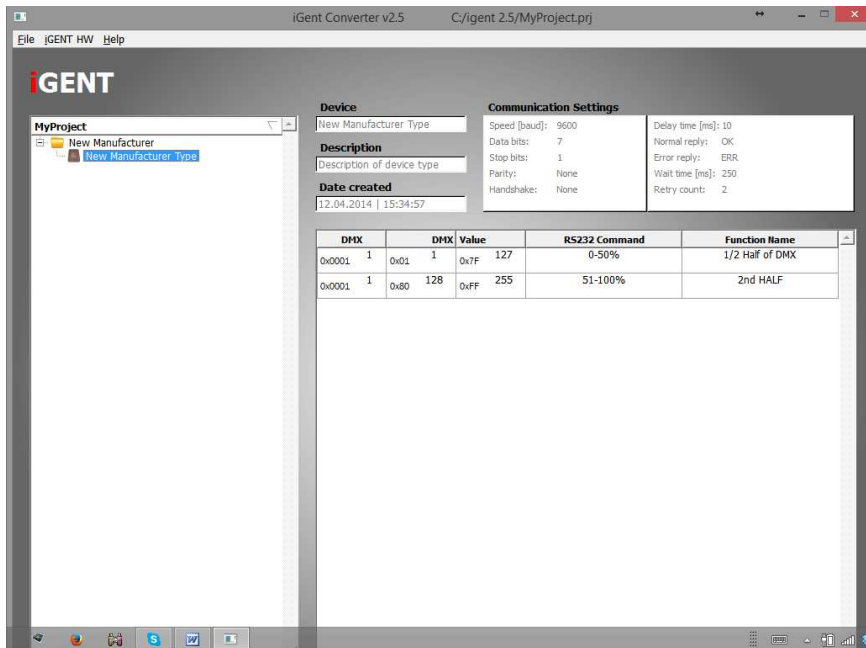 iGent Converter v2.5 C:/igent 2.5/MyProject.prj
File iGENT HW Help
iGENT
MyProject
New Manufacturer
New Manufacturer Type
Device
New Manufacturer Type
Description
Description of device type
Date created
12.04.2014 | 15:34:57
Communication Settings
Speed [baud]: 9600
Data bits: 7
Stop bits: 1
Parity: None
Handshake: None
Delay time [ms]: 10
Normal reply: OK
Error reply: ERR
Wait time [ms]: 250
Retry count: 2
DMX DMX Value RS232 Command Function Name
0x0001 1 0x01 1 0x7F 127 0-50% 1/2 Half of DMX
0x0001 1 0x80 128 0xFF 255 51-100% 2nd HALF